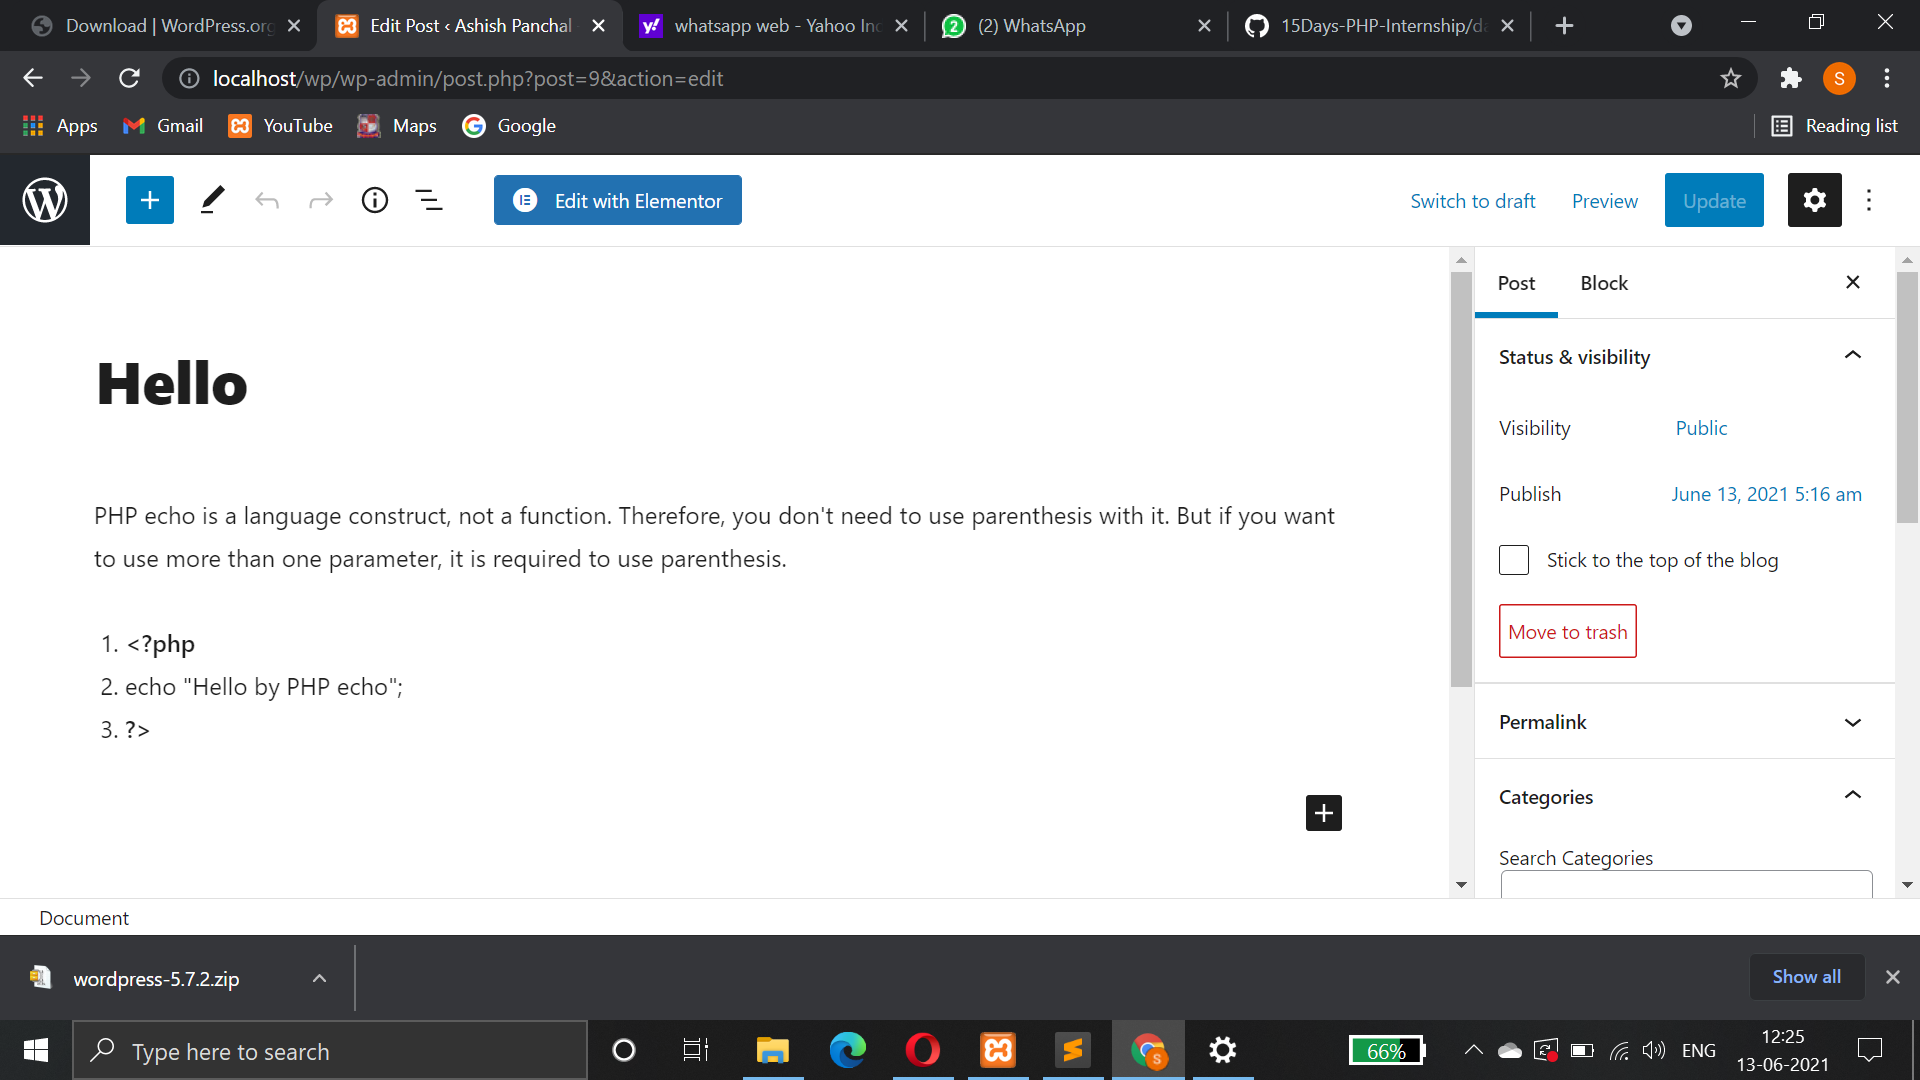 Download | WordPress.org
Edit Post ‹ Ashish Panchal
whatsapp web - Yahoo In
(2) WhatsApp
15Days-PHP-Internship/d
localhost/wp/wp-admin/post.php?post=9&action=edit
S
Apps
Gmail
YouTube
Maps
Google
Reading list
Edit with Elementor
Switch to draft
Preview
Update
Post
Block
Hello
PHP echo is a language construct, not a function. Therefore, you don't need to use parenthesis with it. But if you want
to use more than one parameter, it is required to use parenthesis.
1. <?php
2. echo "Hello by PHP echo";
3. ?>
Status & visibility
Visibility
Public
Publish
June 13, 2021 5:16 am
Stick to the top of the blog
Move to trash
Permalink
Categories
Search Categories
Document
wordpress-5.7.2.zip
Show all
Type here to search
66%
ENG
12:25
13-06-2021